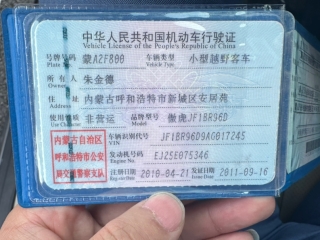 中华人民共和国机动车行驶证
Vehicle License of the People's Republic of China
号牌号码 蒙A2F800 车辆类型 小型越野客车
Plate No. Vehicle Type
所有人 朱金德
Owner
住址 内蒙古呼和浩特市新城区安居苑
Address
使用性质 非营运 品牌型号 傲虎JF1BR96D
Use Character Model
内蒙古自治区
呼和浩特市公安
局交通警察支队
车辆识别代号 JF1BR96D9AG017245
VIN
发动机号码 EJ25E075346
Engine No.
注册日期 2010-04-21 发证日期 2011-09-16
Register Date Issue Date